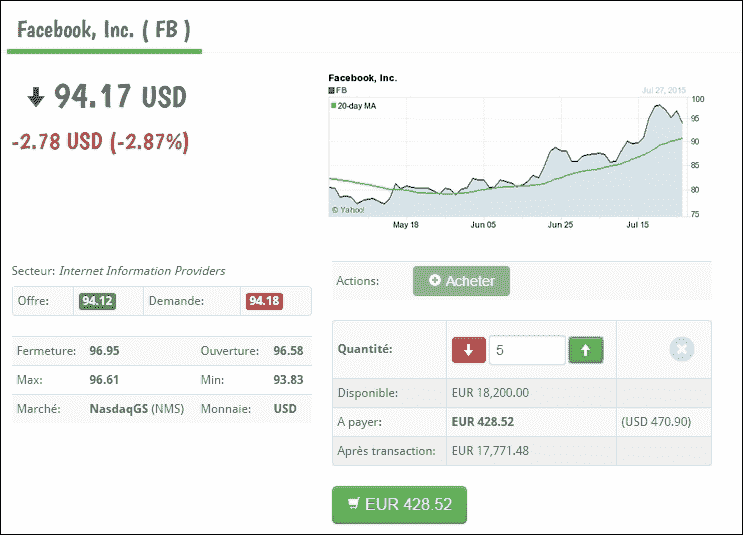 Facebook, Inc. ( FB )
94.17 USD
-2.78 USD (-2.87%)
Facebook, Inc.
FB
Jul 27, 2015
20-day MA
100
95
90
85
80
75
© Yahoo!
May 18 Jun 05 Jun 25 Jul 15
Secteur: Internet Information Providers
Offre: 94.12 Demande: 94.18
Fermeture: 96.95 Ouverture: 96.58
Max: 96.61 Min: 93.83
Marché: NasdaqGS (NMS) Monnaie: USD
Actions: Acheter
Quantité: 5
Disponible: EUR 18,200.00
A payer: EUR 428.52 (USD 470.90)
Après transaction: EUR 17,771.48
EUR 428.52